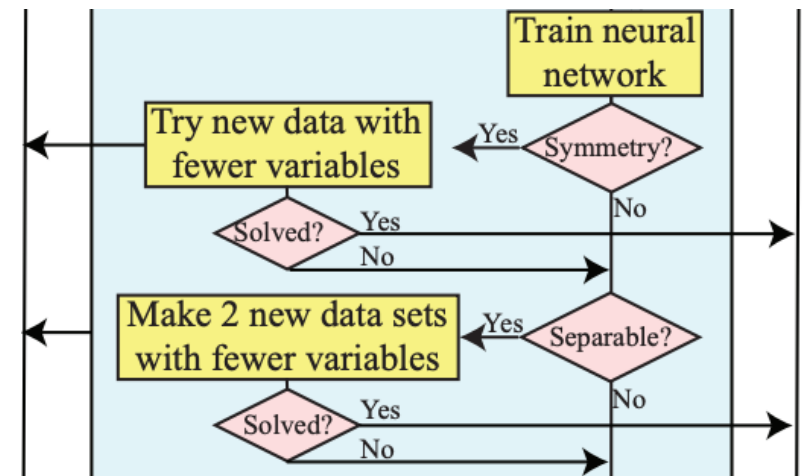 Train neural
network
Try new data with
fewer variables
Yes
Symmetry?
No
Solved?
Yes
No
Make 2 new data sets
with fewer variables
Yes
Separable?
No
Solved?
Yes
No